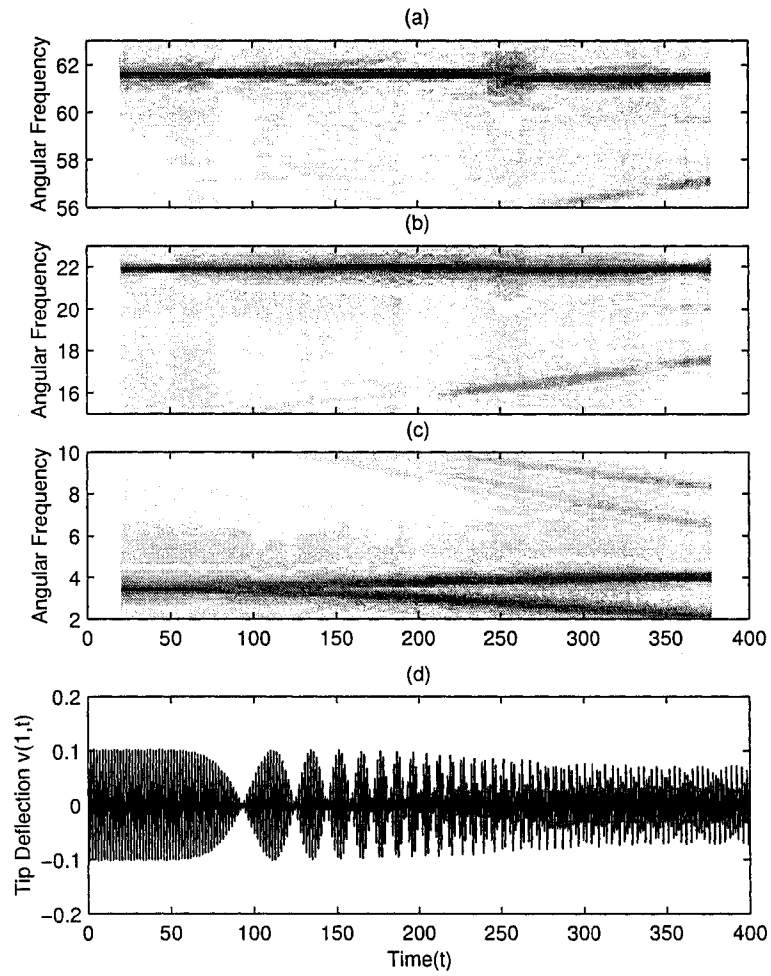 (a)
Angular Frequency
62
60
58
56
(b)
Angular Frequency
22
20
18
16
(c)
Angular Frequency
10
8
6
4
2
0 50 100 150 200 250 300 350 400
(d)
Tip Deflection v(1,t)
0.2
0.1
0
−0.1
−0.2
0 50 100 150 200 250 300 350 400
Time(t)